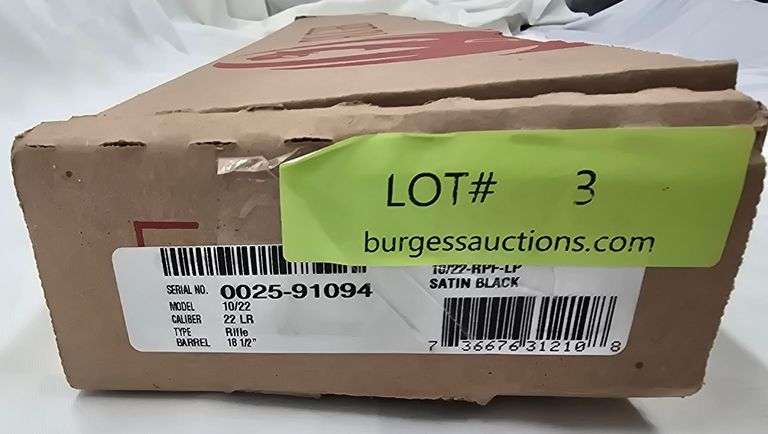 LOT# 3
burgessauctions.com
10/22-RPF-LP
SATIN BLACK
SERIAL NO. 0025-91094
MODEL 10/22
CALIBER 22 LR
TYPE Rifle
BARREL 18 1/2"
7 36676 31210 8